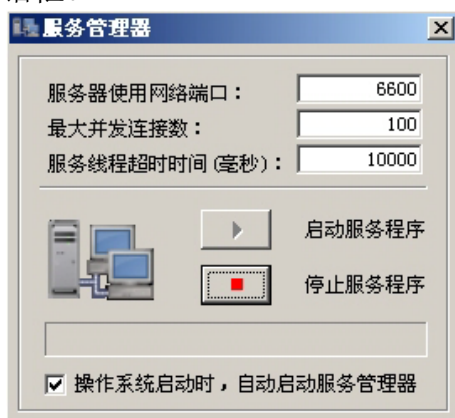 服务管理器
服务器使用网络端口： 6600
最大并发连接数： 100
服务线程超时时间(毫秒)： 10000
启动服务程序
停止服务程序
操作系统启动时，自动启动服务管理器